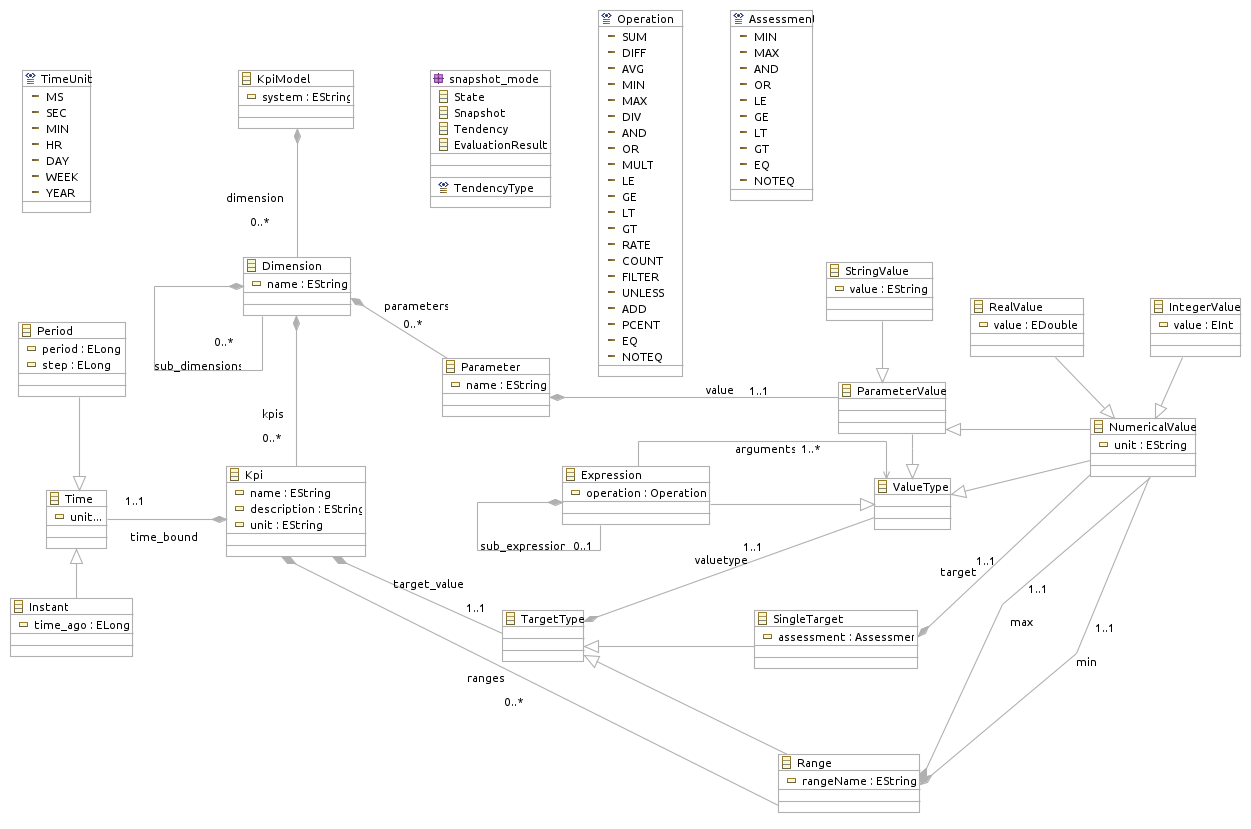 Operation
SUM
DIFF
AVG
MIN
MAX
DIV
AND
OR
MULT
LE
GE
LT
GT
RATE
COUNT
FILTER
UNLESS
ADD
PCENT
EQ
NOTEQ
Assessment
MIN
MAX
AND
OR
LE
GE
LT
GT
EQ
NOTEQ
TimeUnit
MS
SEC
MIN
HR
DAY
WEEK
YEAR
KpiModel
system : EString
snapshot_mode
State
Snapshot
Tendency
EvaluationResult
TendencyType
dimension
0..*
Dimension
name : EString
0..*
sub_dimensions
parameters
0..*
Parameter
name : EString
value 1..1
StringValue
value : EString
RealValue
value : EDouble
IntegerValue
value : EInt
ParameterValue
NumericalValue
unit : EString
Period
period : ELong
step : ELong
kpis
0..*
Kpi
name : EString
description : EString
unit : EString
Time
unit...
1..1
time_bound
Instant
time_ago : ELong
arguments 1..*
Expression
operation : Operation
sub_expression 0..1
ValueType
1..1
valuetype
target_value
1..1
TargetType
SingleTarget
assessment : Assessmen
1..1
target
1..1
max
1..1
min
ranges
0..*
Range
rangeName : EString